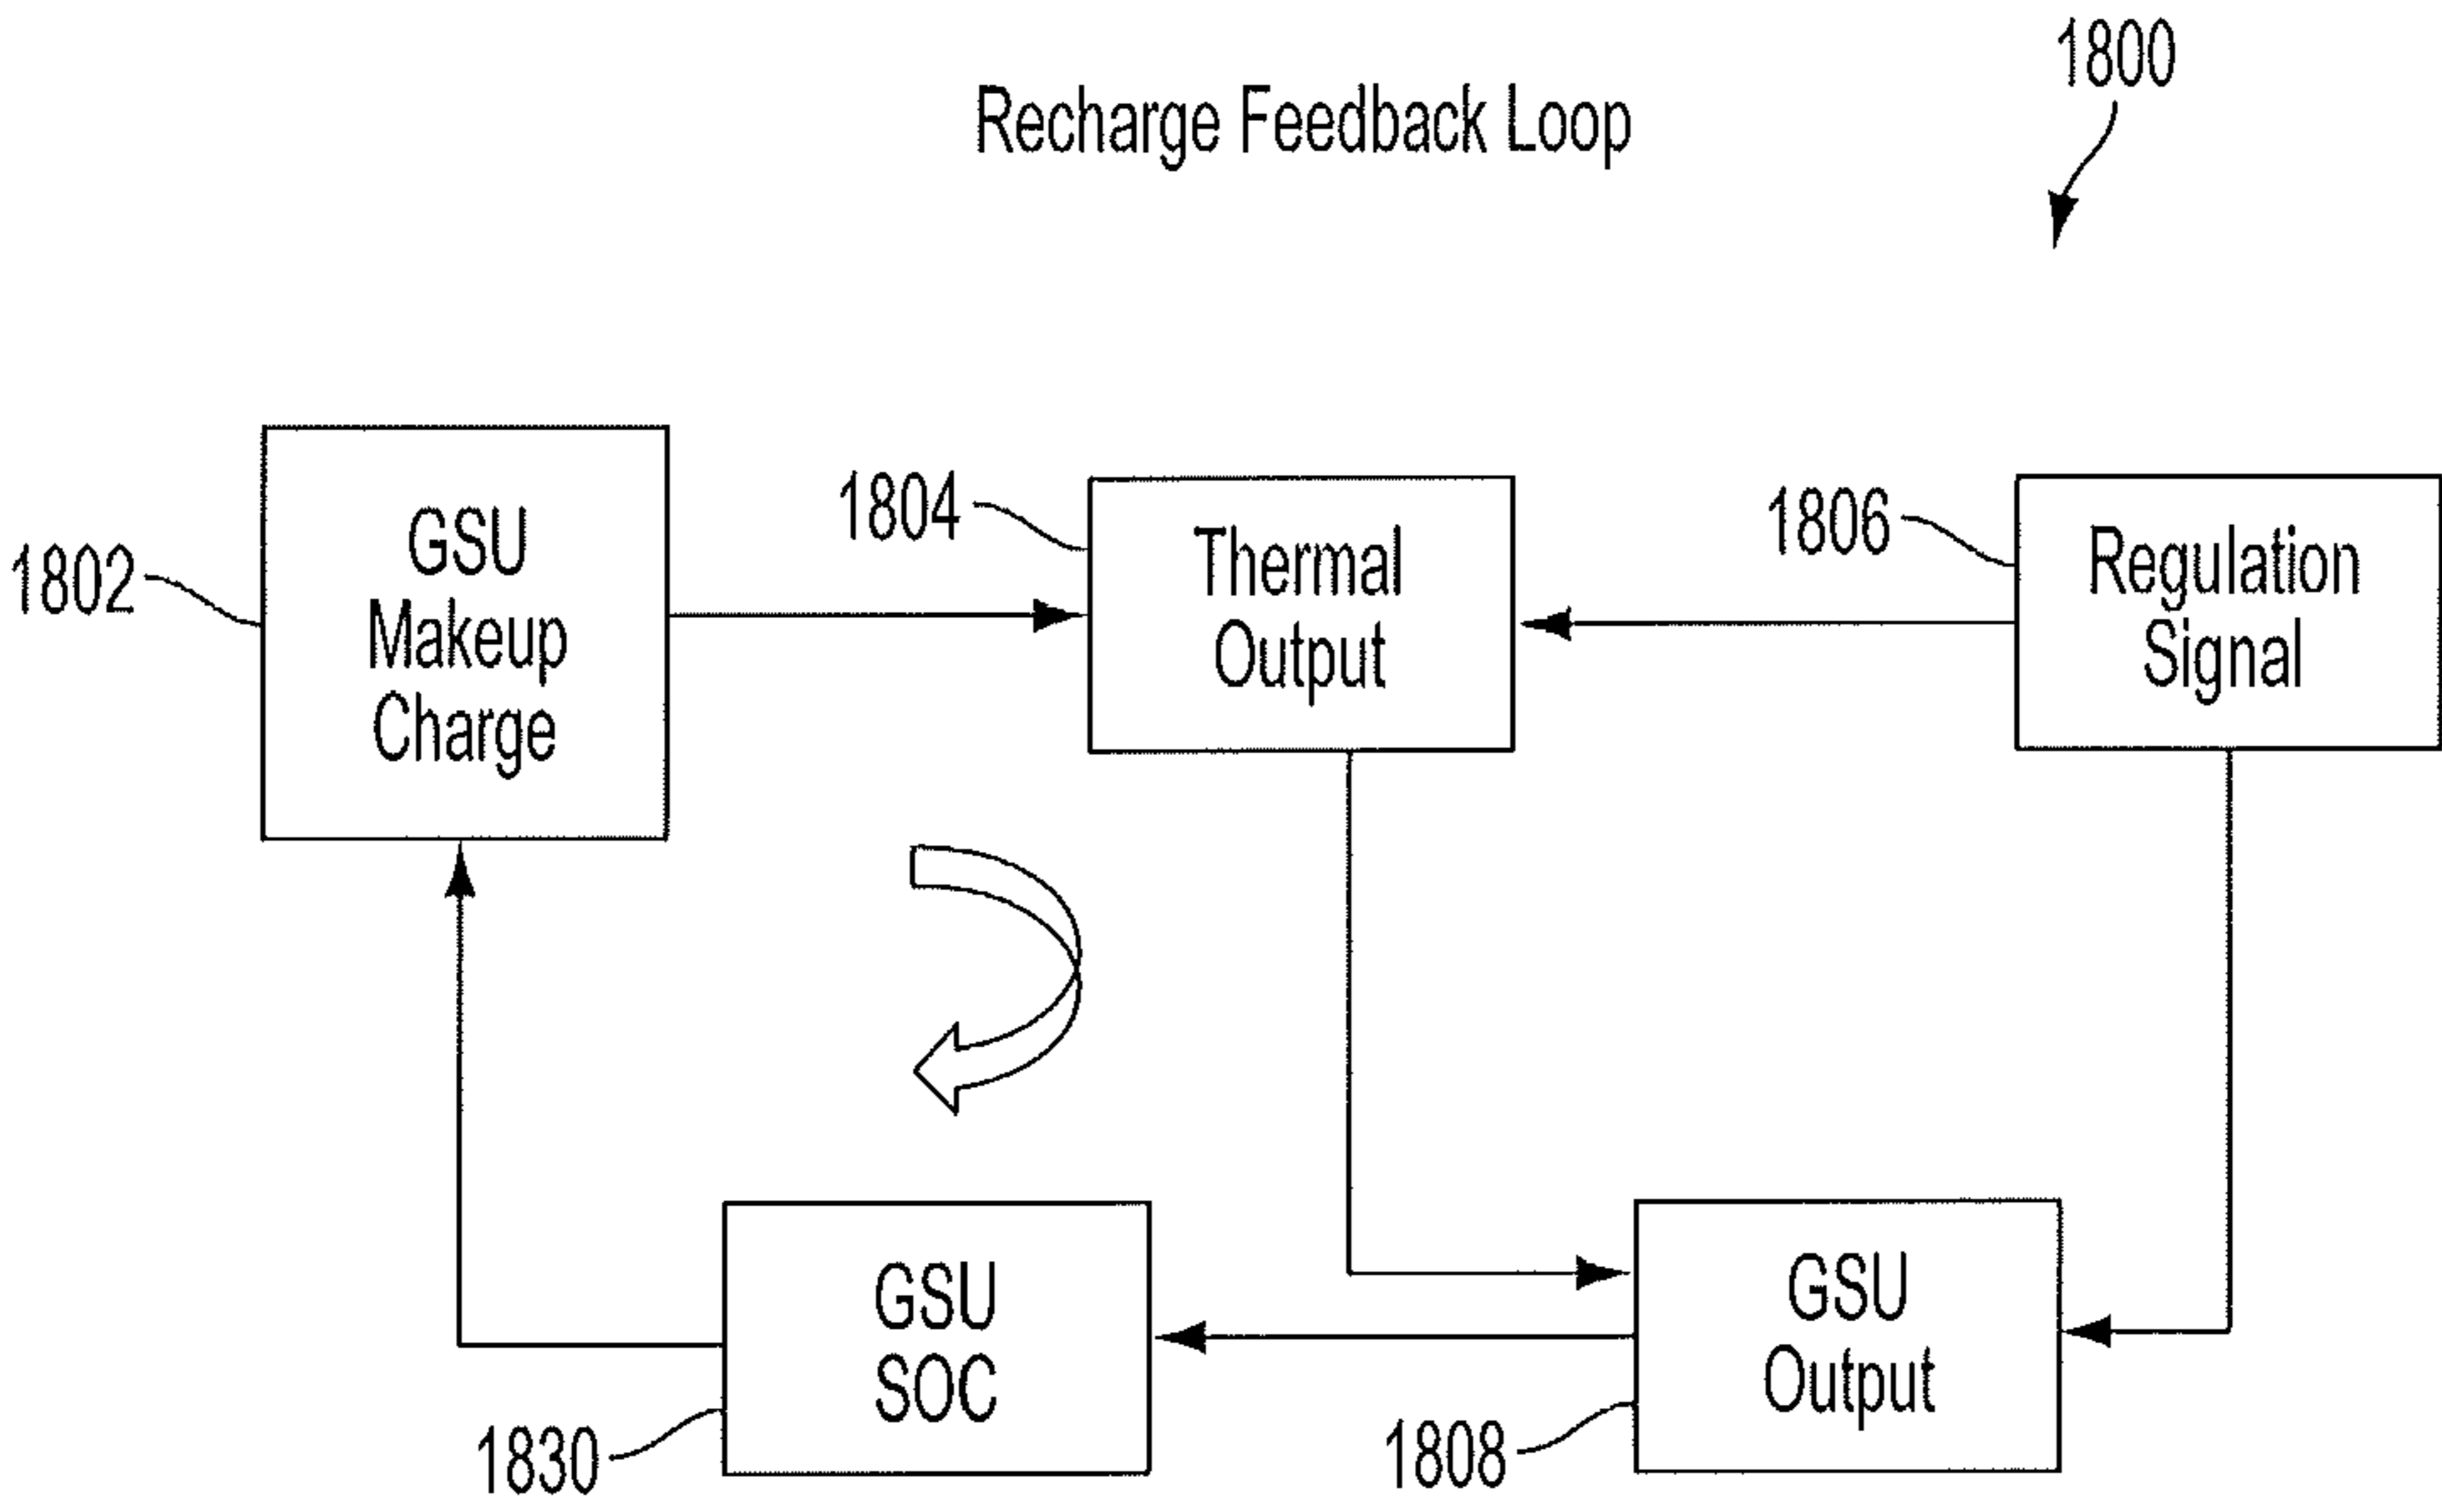 1800
Recharge Feedback Loop
1802
GSU
Makeup
Charge
1804
Thermal
Output
1806
Regulation
Signal
GSU
SOC
1830
GSU
Output
1808